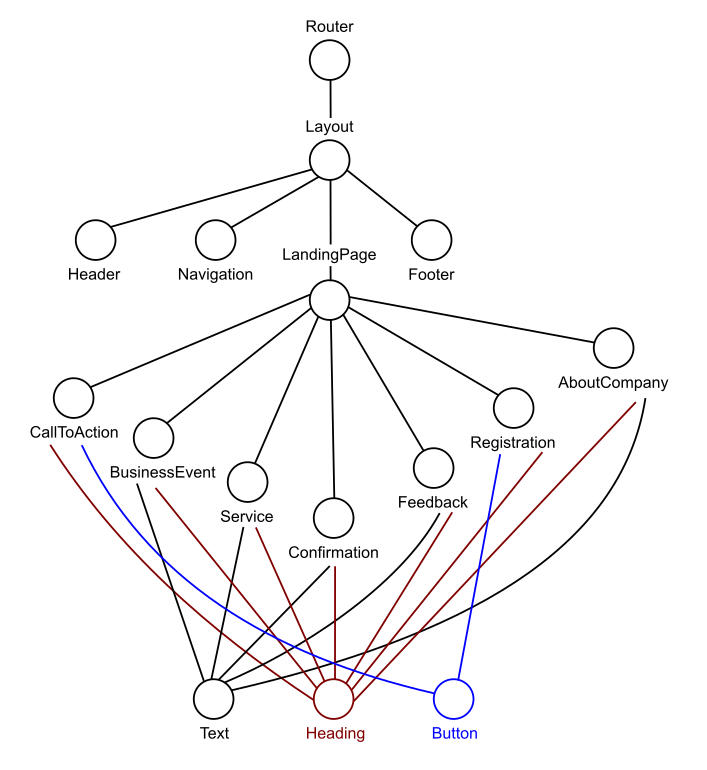 Router
Layout
Header
Navigation
LandingPage
Footer
AboutCompany
CallToAction
Registration
BusinessEvent
Feedback
Service
Confirmation
Text
Heading
Button